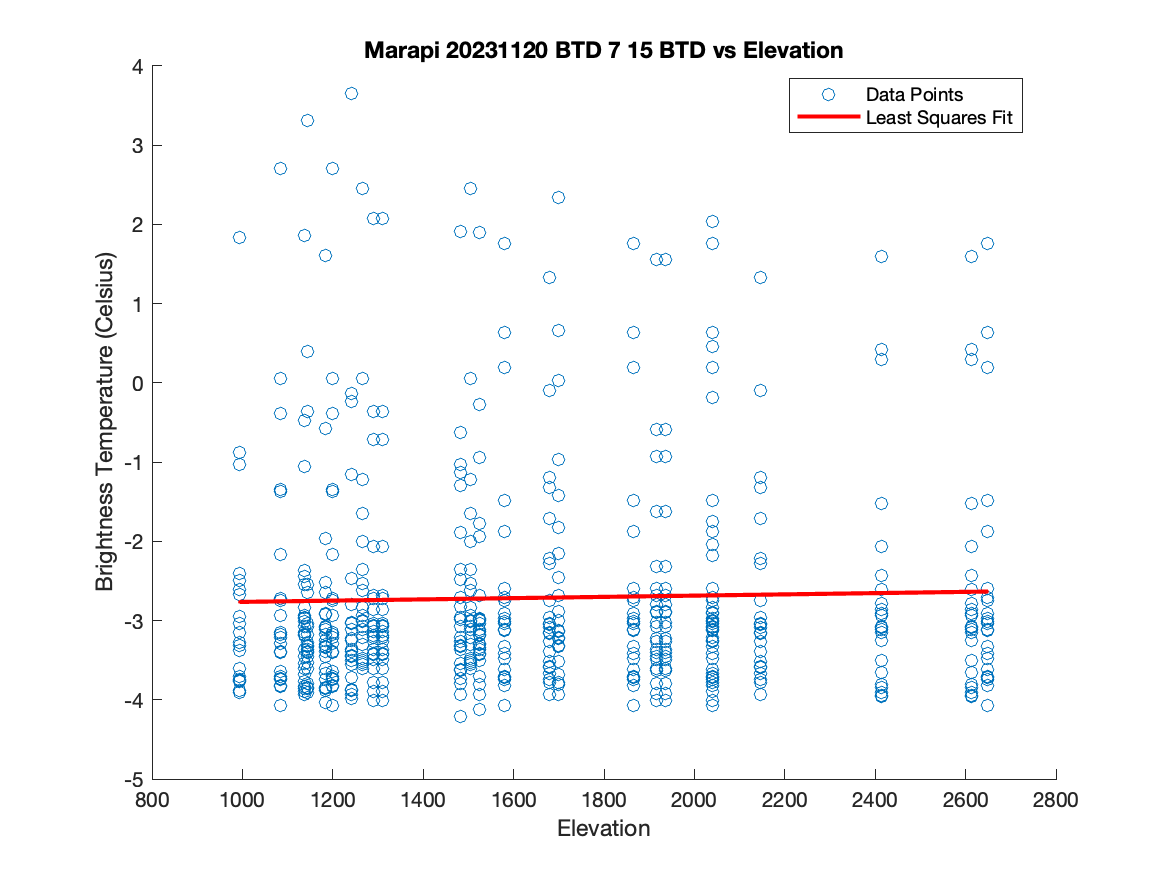 Marapi 20231120 BTD 7 15 BTD vs Elevation
Data Points
Least Squares Fit
Brightness Temperature (Celsius)
4
3
2
1
0
-1
-2
-3
-4
-5
800 1000 1200 1400 1600 1800 2000 2200 2400 2600 2800
Elevation